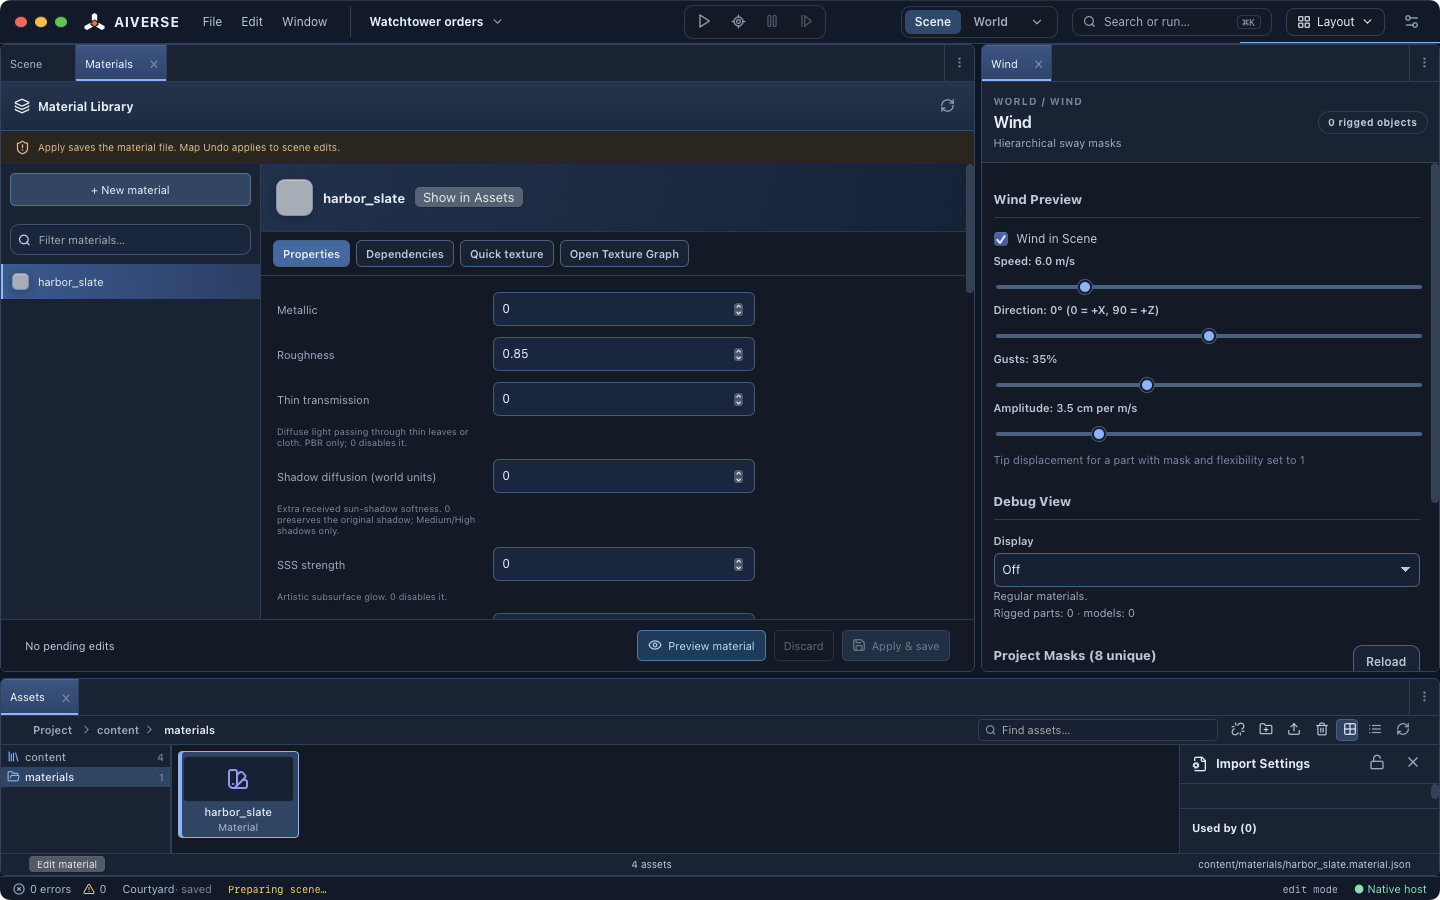 AIVERSE File Edit Window Watchtower orders Scene World Search or run... ⌘K Layout
Scene Materials
Material Library
Apply saves the material file. Map Undo applies to scene edits.
+ New material
Filter materials...
harbor_slate
harbor_slate Show in Assets
Properties Dependencies Quick texture Open Texture Graph
Metallic 0
Roughness 0.85
Thin transmission 0
Diffuse light passing through thin leaves or
cloth. PBR only; 0 disables it.
Shadow diffusion (world units) 0
Extra received sun-shadow softness. 0
preserves the original shadow; Medium/High
shadows only.
SSS strength 0
Artistic subsurface glow. 0 disables it.
No pending edits Preview material Discard Apply & save
Wind
WORLD / WIND
Wind
0 rigged objects
Hierarchical sway masks
Wind Preview
Wind in Scene
Speed: 6.0 m/s
Direction: 0° (0 = +X, 90 = +Z)
Gusts: 35%
Amplitude: 3.5 cm per m/s
Tip displacement for a part with mask and flexibility set to 1
Debug View
Display
Off
Regular materials.
Rigged parts: 0 · models: 0
Project Masks (8 unique) Reload
Assets
Project content materials Find assets...
content 4
materials 1
harbor_slate
Material
Import Settings
Used by (0)
Edit material 4 assets content/materials/harbor_slate.material.json
0 errors 0 Courtyard · saved Preparing scene… edit mode Native host